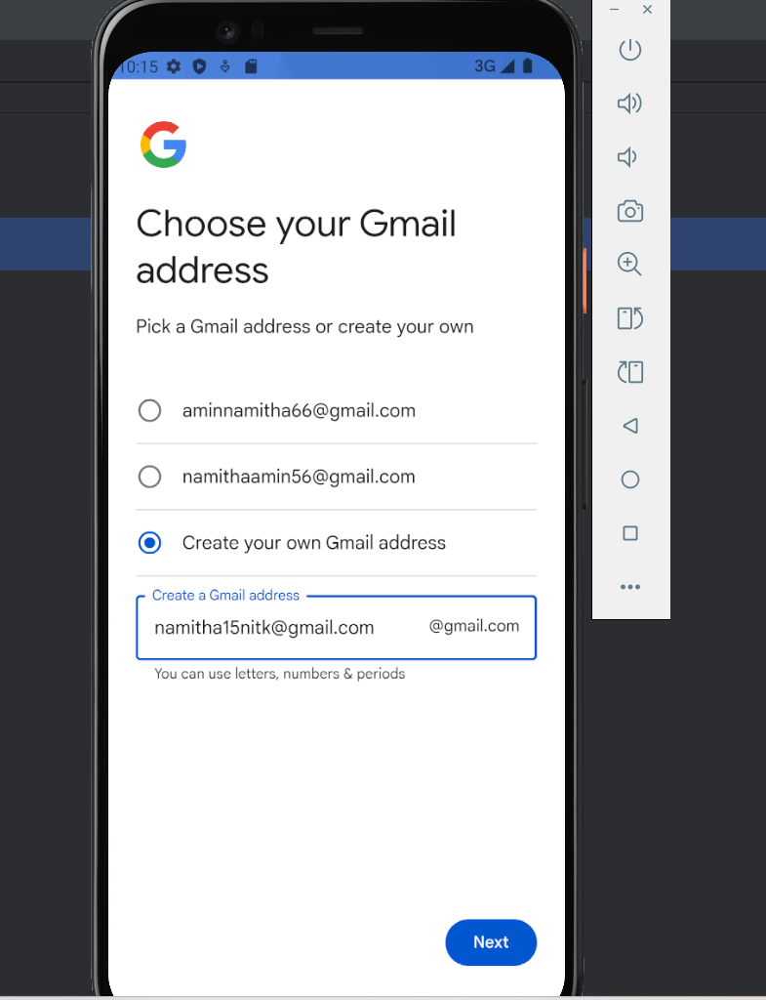 10:15 3G
Choose your Gmail
address
Pick a Gmail address or create your own
aminnamitha66@gmail.com
namithaamin56@gmail.com
Create your own Gmail address
Create a Gmail address
namitha15nitk@gmail.com @gmail.com
You can use letters, numbers & periods
Next